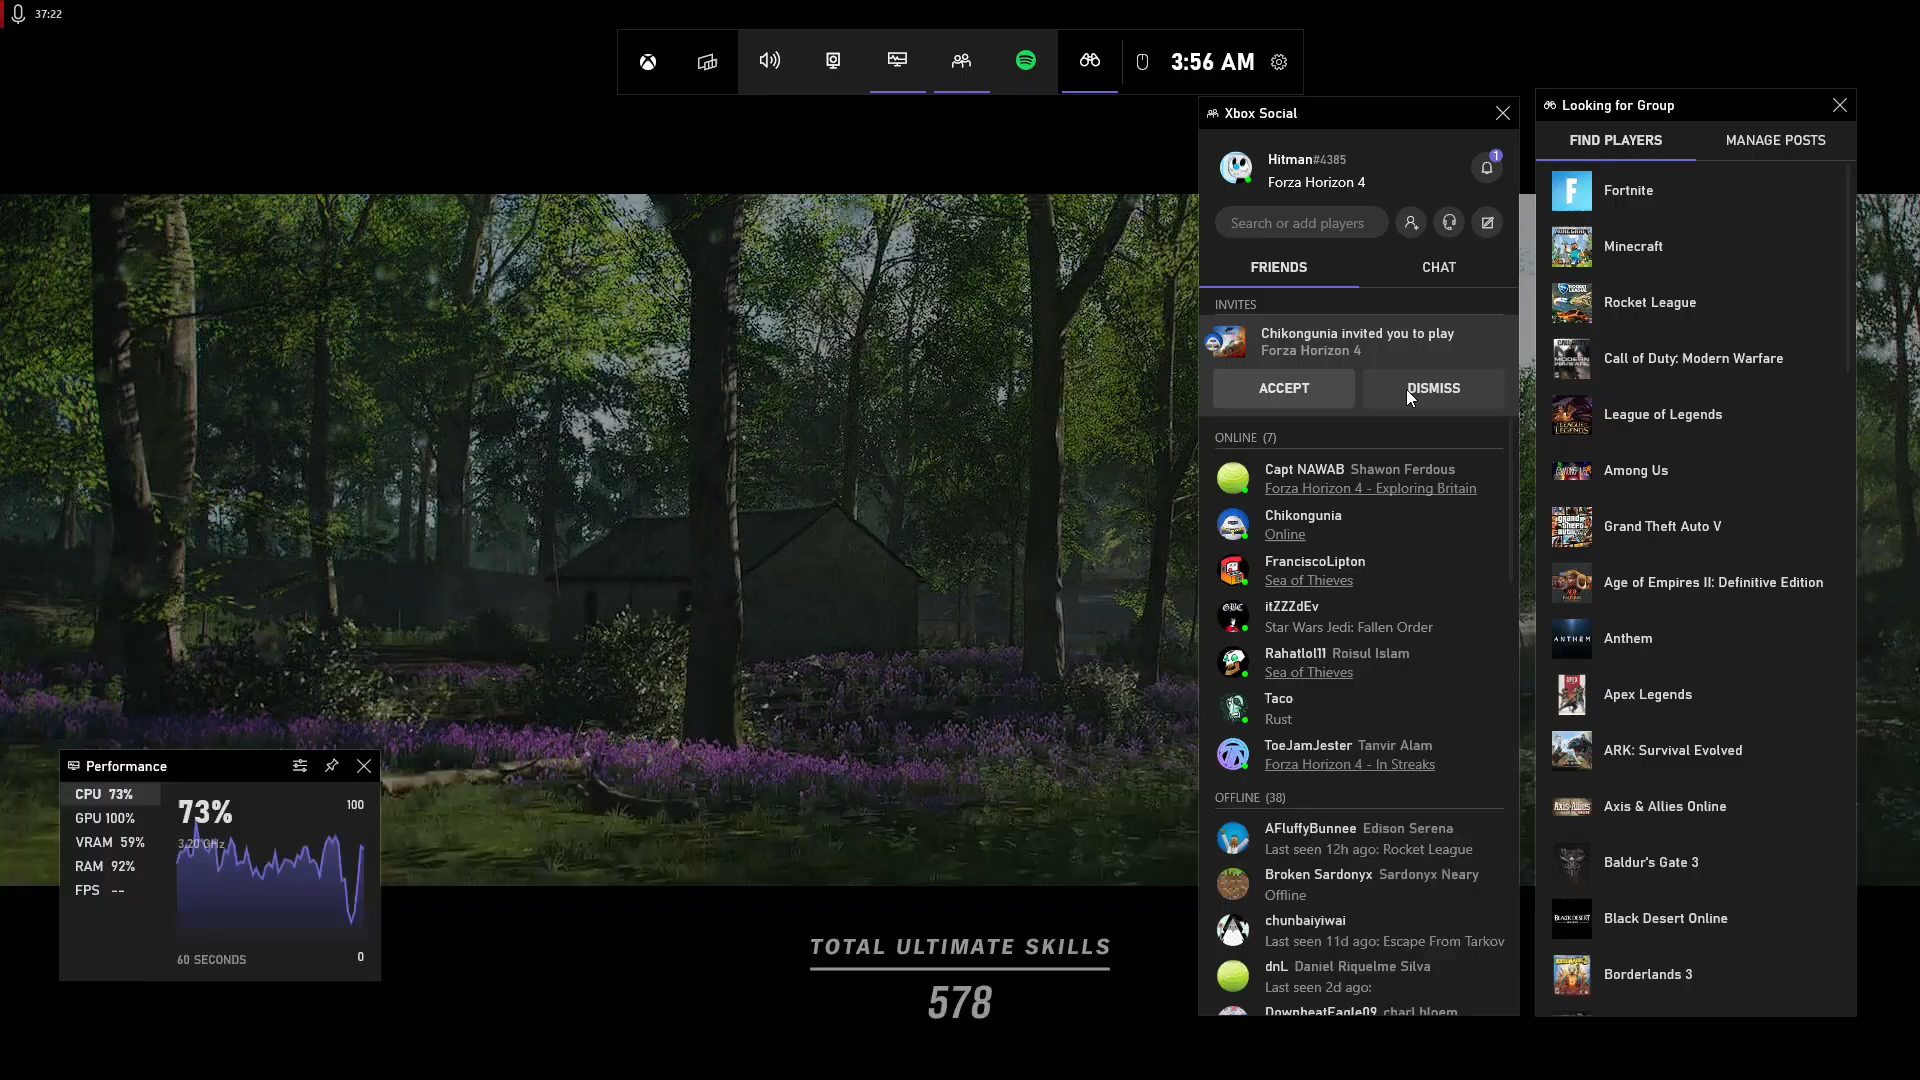 37:22
3:56 AM
Xbox Social
Hitman#4385
Forza Horizon 4
Search or add players
FRIENDS
CHAT
INVITES
Chikongunia invited you to play
Forza Horizon 4
ACCEPT
DISMISS
ONLINE (7)
Capt NAWAB Shawon Ferdous
Forza Horizon 4 - Exploring Britain
Chikongunia
Online
FranciscoLipton
Sea of Thieves
itZZZdEv
Star Wars Jedi: Fallen Order
Rahatlol11 Roisul Islam
Sea of Thieves
Taco
Rust
ToeJamJester Tanvir Alam
Forza Horizon 4 - In Streaks
OFFLINE (38)
AFluffyBunnee Edison Serena
Last seen 12h ago: Rocket League
Broken Sardonyx Sardonyx Neary
Offline
chunbaiyiwai
Last seen 11d ago: Escape From Tarkov
dnL Daniel Riquelme Silva
Last seen 2d ago:
DownbeatEagle09 charl bloem
Looking for Group
FIND PLAYERS
MANAGE POSTS
Fortnite
Minecraft
Rocket League
Call of Duty: Modern Warfare
League of Legends
Among Us
Grand Theft Auto V
Age of Empires II: Definitive Edition
Anthem
Apex Legends
ARK: Survival Evolved
Axis & Allies Online
Baldur's Gate 3
Black Desert Online
Borderlands 3
Performance
CPU 73%
GPU 100%
VRAM 59%
RAM 92%
FPS --
73%
100
3.20 GHz
60 SECONDS
0
TOTAL ULTIMATE SKILLS
578